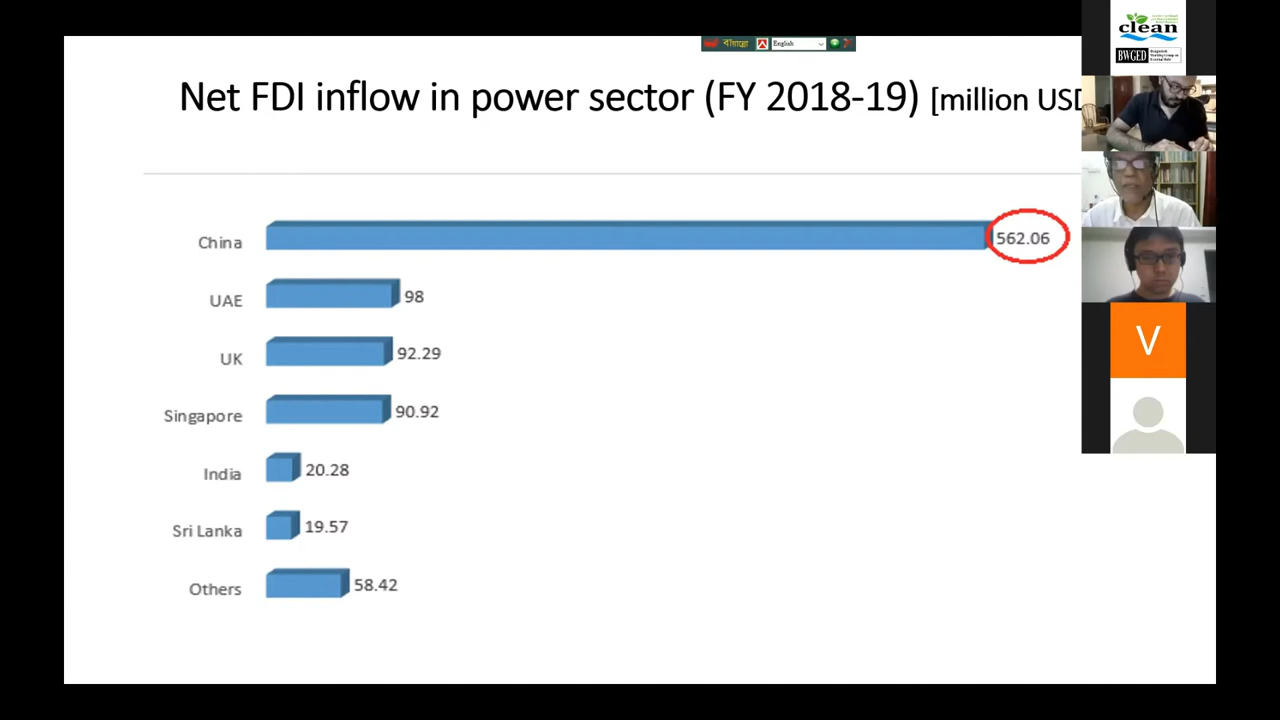 বায়ান্নো English
Net FDI inflow in power sector (FY 2018-19) [million USD
China 562.06
UAE 98
UK 92.29
Singapore 90.92
India 20.28
Sri Lanka 19.57
Others 58.42
clean
BWGED
V